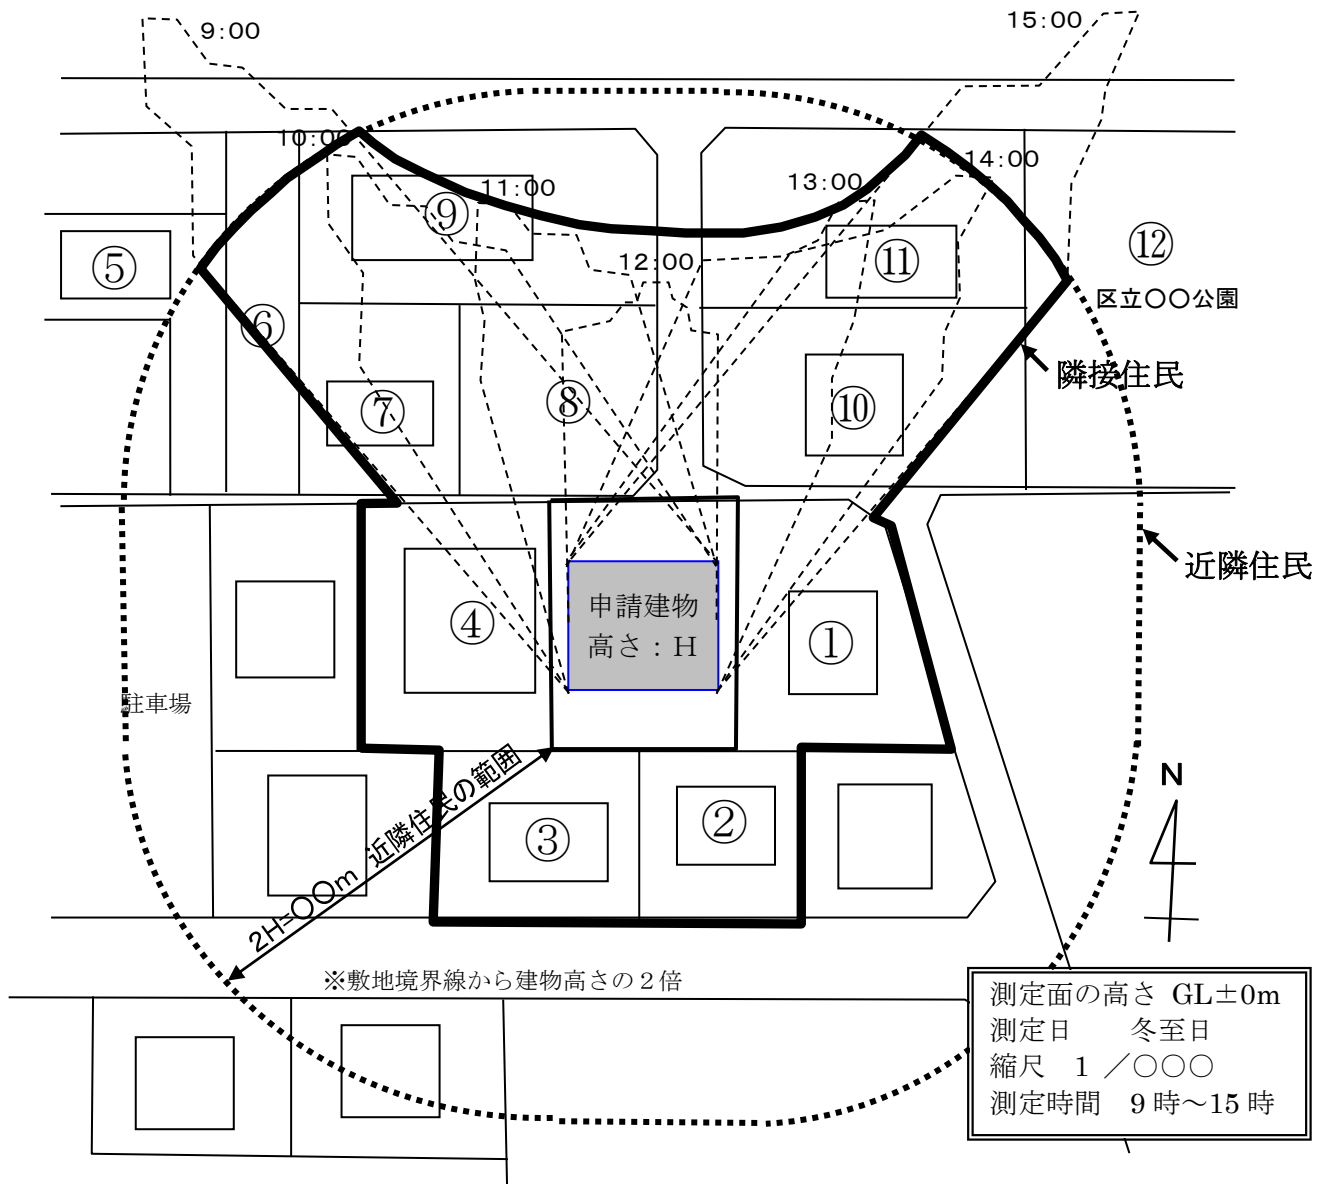 9:00
15:00
10:00
14:00
11:00
13:00
⑨
⑫
⑤
⑪
12:00
区立〇〇公園
⑥
隣接住民
⑦
⑧
⑩
近隣住民
申請建物
高さ：H
④
①
駐車場
N
2H=〇〇m 近隣住民の範囲
③
②
※敷地境界線から建物高さの２倍
測定面の高さ GL±0m
測定日　冬至日
縮尺　1／○○○
測定時間　9時～15時